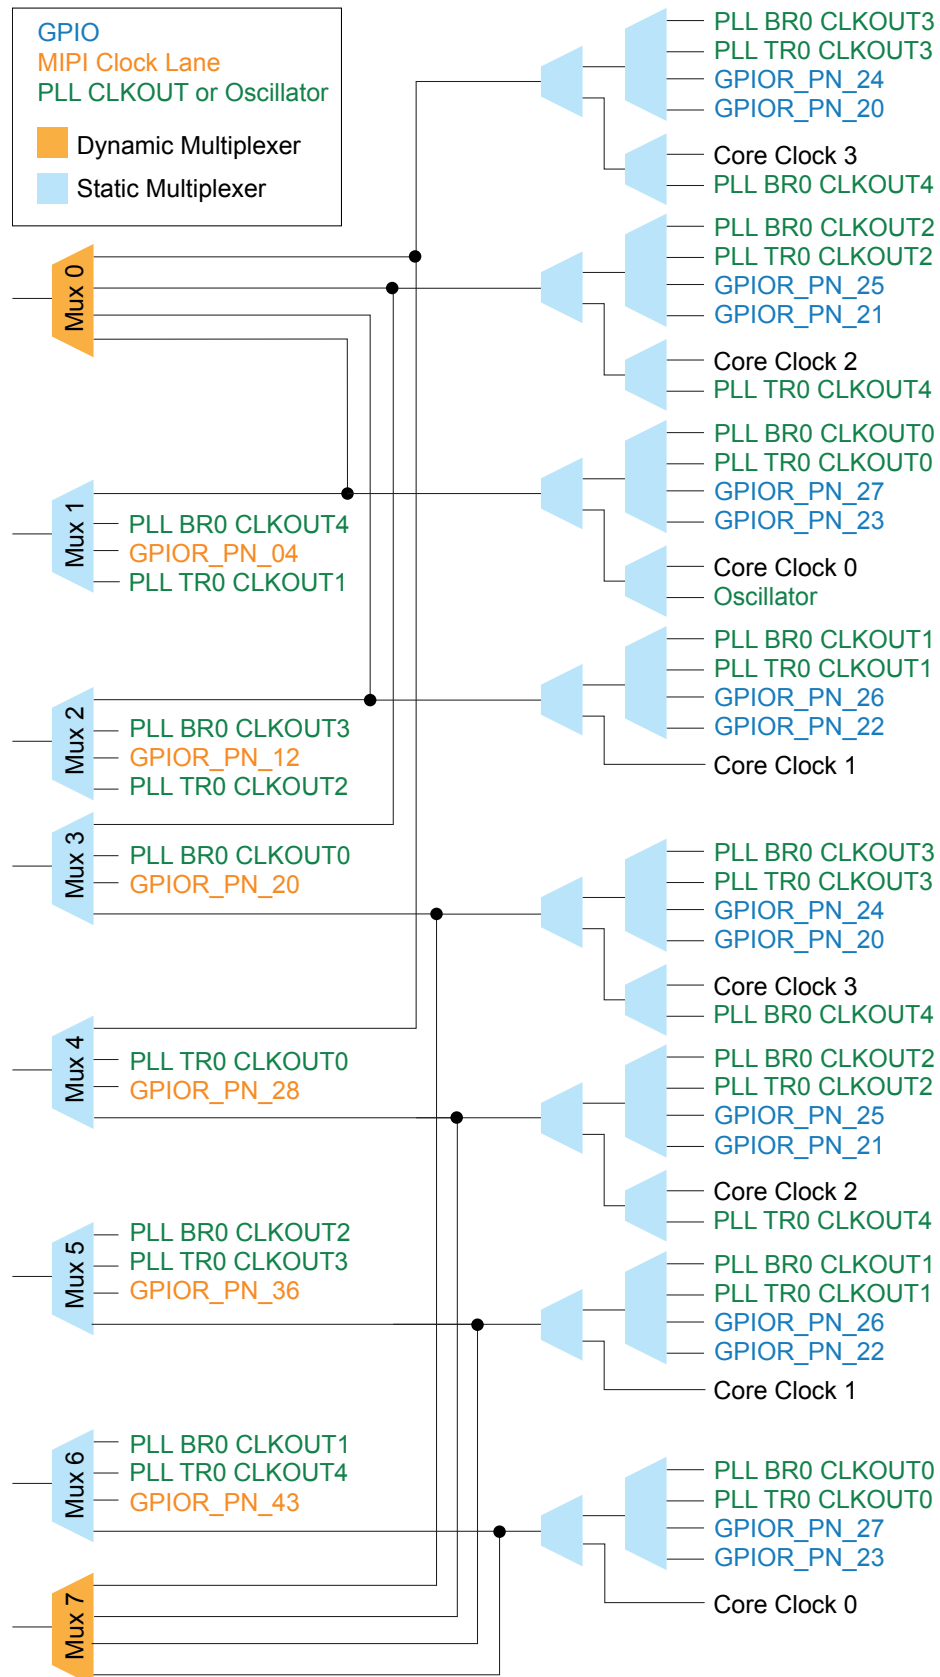 GPIO
MIPI Clock Lane
PLL CLKOUT or Oscillator
Dynamic Multiplexer
Static Multiplexer
PLL BR0 CLKOUT3
PLL TR0 CLKOUT3
GPIOR_PN_24
GPIOR_PN_20
Core Clock 3
PLL BR0 CLKOUT4
Mux 0
PLL BR0 CLKOUT2
PLL TR0 CLKOUT2
GPIOR_PN_25
GPIOR_PN_21
Core Clock 2
PLL TR0 CLKOUT4
Mux 1
PLL BR0 CLKOUT4
GPIOR_PN_04
PLL TR0 CLKOUT1
PLL BR0 CLKOUT0
PLL TR0 CLKOUT0
GPIOR_PN_27
GPIOR_PN_23
Core Clock 0
Oscillator
Mux 2
PLL BR0 CLKOUT3
GPIOR_PN_12
PLL TR0 CLKOUT2
PLL BR0 CLKOUT1
PLL TR0 CLKOUT1
GPIOR_PN_26
GPIOR_PN_22
Core Clock 1
Mux 3
PLL BR0 CLKOUT0
GPIOR_PN_20
PLL BR0 CLKOUT3
PLL TR0 CLKOUT3
GPIOR_PN_24
GPIOR_PN_20
Core Clock 3
PLL BR0 CLKOUT4
Mux 4
PLL TR0 CLKOUT0
GPIOR_PN_28
PLL BR0 CLKOUT2
PLL TR0 CLKOUT2
GPIOR_PN_25
GPIOR_PN_21
Core Clock 2
PLL TR0 CLKOUT4
Mux 5
PLL BR0 CLKOUT2
PLL TR0 CLKOUT3
GPIOR_PN_36
PLL BR0 CLKOUT1
PLL TR0 CLKOUT1
GPIOR_PN_26
GPIOR_PN_22
Core Clock 1
Mux 6
PLL BR0 CLKOUT1
PLL TR0 CLKOUT4
GPIOR_PN_43
PLL BR0 CLKOUT0
PLL TR0 CLKOUT0
GPIOR_PN_27
GPIOR_PN_23
Core Clock 0
Mux 7